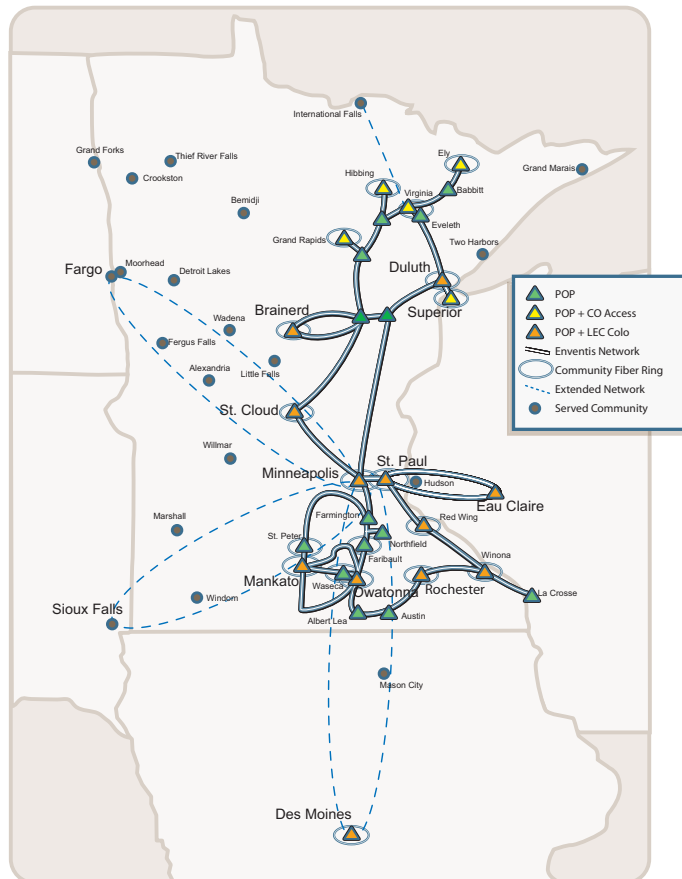 International Falls
Grand Forks
Thief River Falls
Ely
Crookston
Hibbing
Grand Marais
Virginia
Babbitt
Bemidji
Eveleth
Grand Rapids
Two Harbors
Fargo
Moorhead
Detroit Lakes
Duluth
Brainerd
Superior
Wadena
Fergus Falls
Little Falls
Alexandria
St. Cloud
POP
POP + CO Access
POP + LEC Colo
Enventis Network
Community Fiber Ring
Extended Network
Served Community
Willmar
St. Paul
Minneapolis
Hudson
Eau Claire
Marshall
Farmington
Red Wing
St. Peter
Northfield
Faribault
Winona
Mankato
Waseca
Owatonna
Rochester
La Crosse
Windom
Sioux Falls
Albert Lea
Austin
Mason City
Des Moines